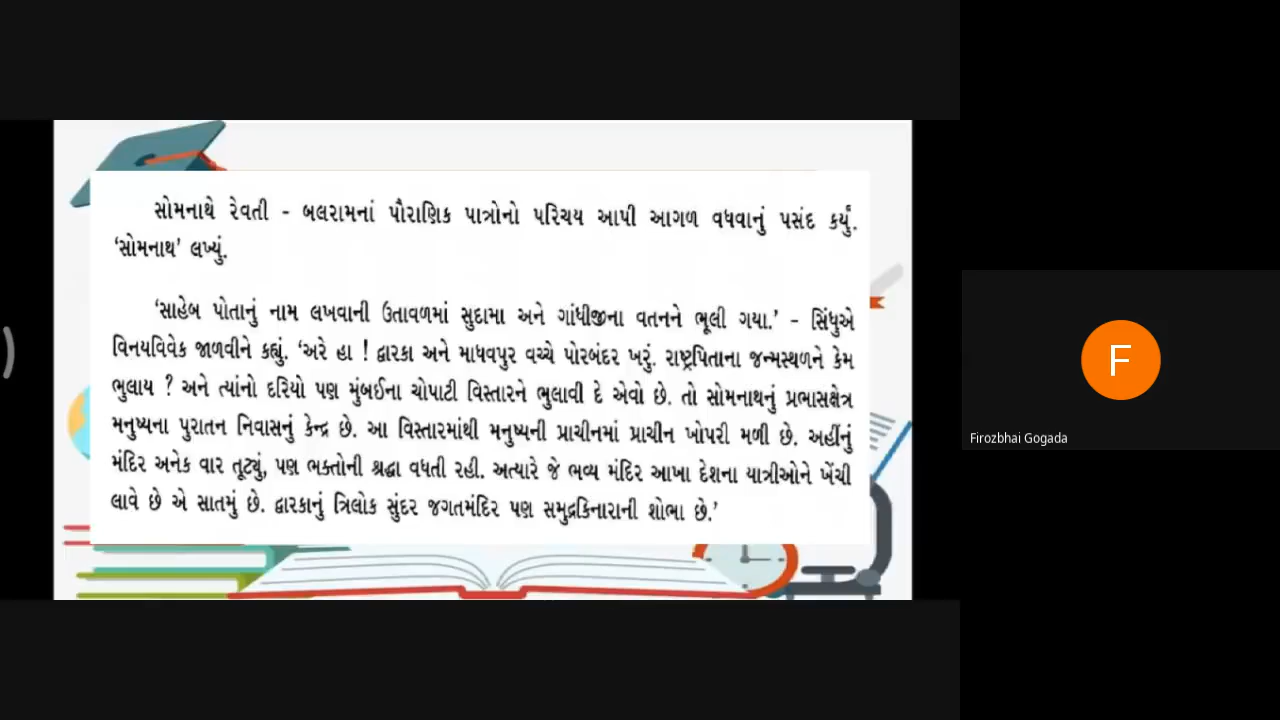 સોમનાથે રેવતી - બલરામનાં પૌરાણિક પાત્રોનો પરિચય આપી આગળ વધવાનું પસંદ કર્યું.
‘સોમનાથ’ લખ્યું.
‘સાહેબ પોતાનું નામ લખવાની ઉતાવળમાં સુદામા અને ગાંધીજીના વતનને ભૂલી ગયા.’ - સિંધુએ
વિનયવિવેક જાળવીને કહ્યું. ‘અરે હા ! દ્વારકા અને માધવપુર વચ્ચે પોરબંદર ખરું. રાષ્ટ્રપિતાના જન્મસ્થળને કેમ
ભુલાય ? અને ત્યાંનો દરિયો પણ મુંબઈના ચોપાટી વિસ્તારને ભુલાવી દે એવો છે. તો સોમનાથનું પ્રભાસક્ષેત્ર
મનુષ્યના પુરાતન નિવાસનું કેન્દ્ર છે. આ વિસ્તારમાંથી મનુષ્યની પ્રાચીનમાં પ્રાચીન ખોપરી મળી છે. અહીંનું
મંદિર અનેક વાર તૂટ્યું, પણ ભક્તોની શ્રદ્ધા વધતી રહી. અત્યારે જે ભવ્ય મંદિર આખા દેશના યાત્રીઓને ખેંચી
લાવે છે એ સાતમું છે. દ્વારકાનું ત્રિલોક સુંદર જગતમંદિર પણ સમુદ્રકિનારાની શોભા છે.’
F
Firozbhai Gogada